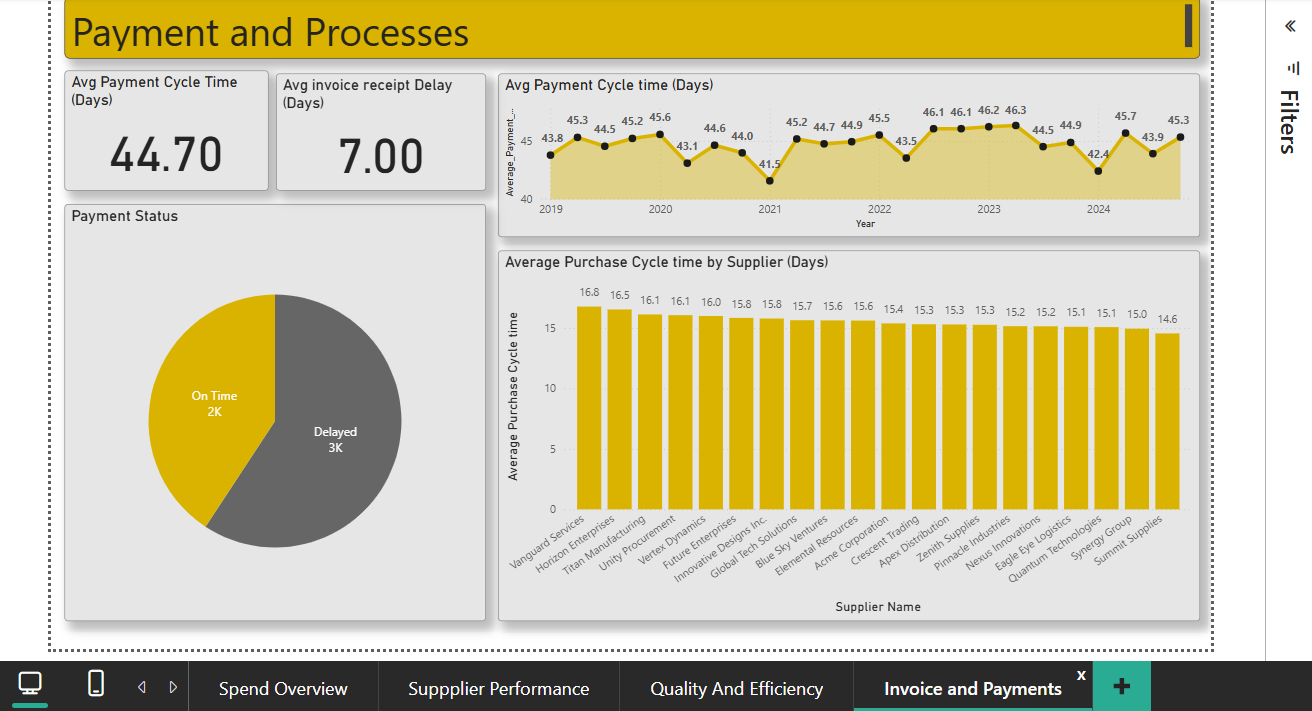 Payment and Processes
Filters
Avg Payment Cycle Time
(Days)
44.70
Avg invoice receipt Delay
(Days)
7.00
Avg Payment Cycle time (Days)
Average_Payment_...
45
40
43.8
45.3
44.5
45.2
45.6
43.1
44.6
44.0
41.5
45.2
44.7
44.9
45.5
43.5
46.1
46.1
46.2
46.3
44.5
44.9
42.4
45.7
43.9
45.3
2019
2020
2021
2022
2023
2024
Year
Payment Status
On Time
2K
Delayed
3K
Average Purchase Cycle time by Supplier (Days)
Average Purchase Cycle time
15
10
5
0
16.8
16.5
16.1
16.1
16.0
15.8
15.8
15.7
15.6
15.6
15.4
15.3
15.3
15.3
15.2
15.2
15.1
15.1
15.0
14.6
Vanguard Services
Horizon Enterprises
Titan Manufacturing
Unity Procurement
Vertex Dynamics
Future Enterprises
Innovative Designs Inc.
Global Tech Solutions
Blue Sky Ventures
Elemental Resources
Acme Corporation
Crescent Trading
Apex Distribution
Zenith Supplies
Pinnacle Industries
Nexus Innovations
Eagle Eye Logistics
Quantum Technologies
Synergy Group
Summit Supplies
Supplier Name
Spend Overview
Suppplier Performance
Quality And Efficiency
Invoice and Payments
x